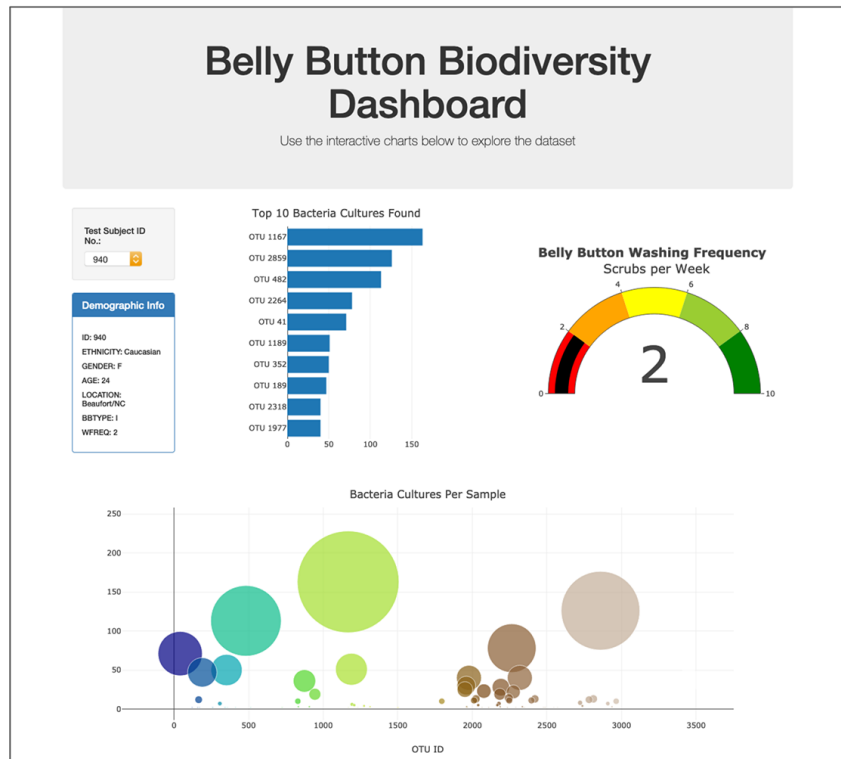 Belly Button Biodiversity
Dashboard
Use the interactive charts below to explore the dataset
Test Subject ID
No.:
940
Demographic Info
ID: 940
ETHNICITY: Caucasian
GENDER: F
AGE: 24
LOCATION:
Beaufort/NC
BBTYPE: I
WFREQ: 2
Top 10 Bacteria Cultures Found
OTU 1167
OTU 2859
OTU 482
OTU 2264
OTU 41
OTU 1189
OTU 352
OTU 189
OTU 2318
OTU 1977
0 50 100 150
Belly Button Washing Frequency
Scrubs per Week
0
2
4
6
8
10
2
Bacteria Cultures Per Sample
250
200
150
100
50
0
0 500 1000 1500 2000 2500 3000 3500
OTU ID